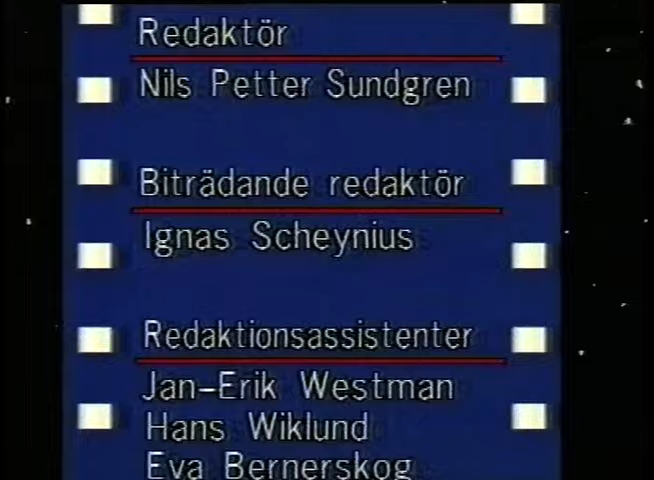 Redaktör
Nils Petter Sundgren
Biträdande redaktör
Ignas Scheynius
Redaktionsassistenter
Jan-Erik Westman
Hans Wiklund
Eva Bernerskog